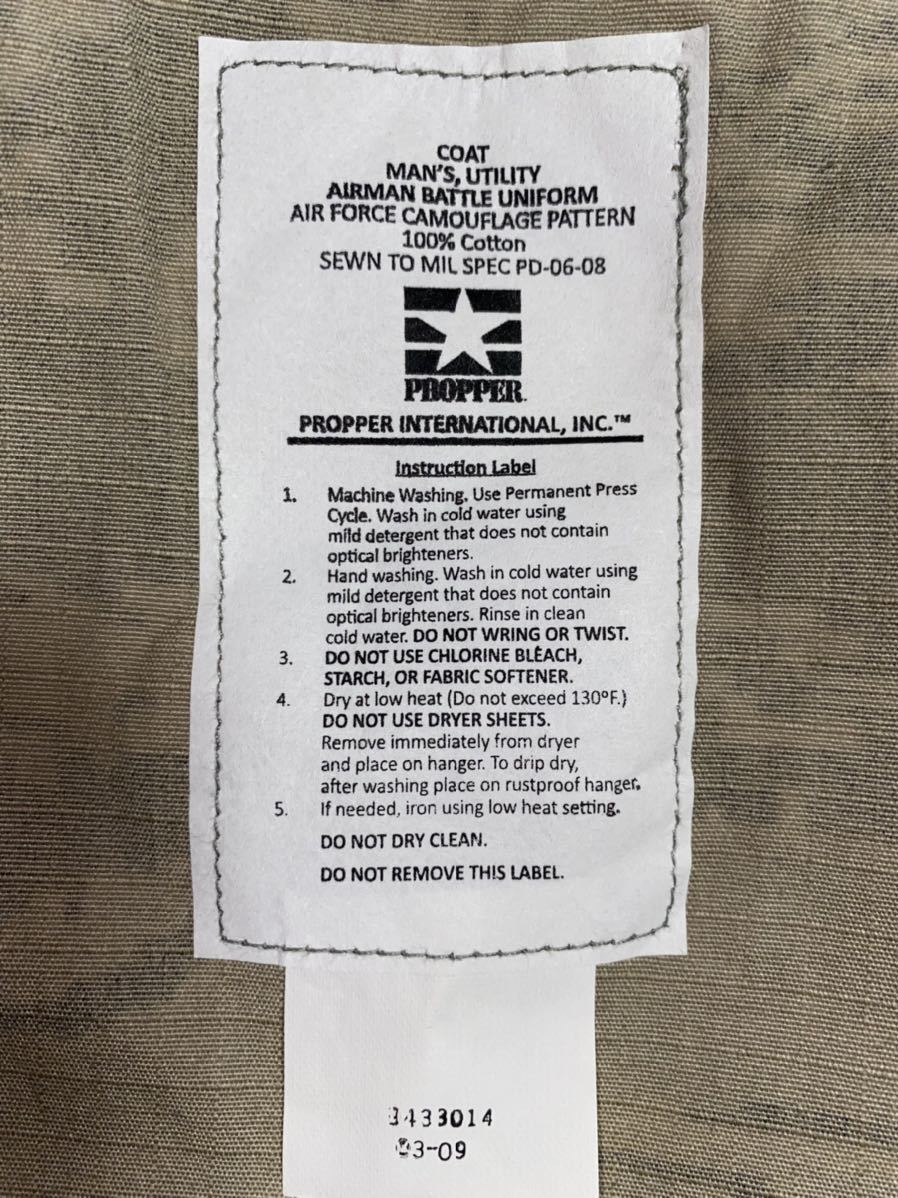 COAT
MAN'S, UTILITY
AIRMAN BATTLE UNIFORM
AIR FORCE CAMOUFLAGE PATTERN
100% Cotton
SEWN TO MIL SPEC PD-06-08
PROPPER
PROPPER INTERNATIONAL, INC.™
Instruction Label
1. Machine Washing. Use Permanent Press
Cycle. Wash in cold water using
mild detergent that does not contain
optical brighteners.
2. Hand washing. Wash in cold water using
mild detergent that does not contain
optical brighteners. Rinse in clean
cold water. DO NOT WRING OR TWIST.
3. DO NOT USE CHLORINE BLEACH,
STARCH, OR FABRIC SOFTENER.
4. Dry at low heat (Do not exceed 130°F.)
DO NOT USE DRYER SHEETS.
Remove immediately from dryer
and place on hanger. To drip dry,
after washing place on rustproof hanger.
5. If needed, iron using low heat setting.
DO NOT DRY CLEAN.
DO NOT REMOVE THIS LABEL.
3433014
03-09